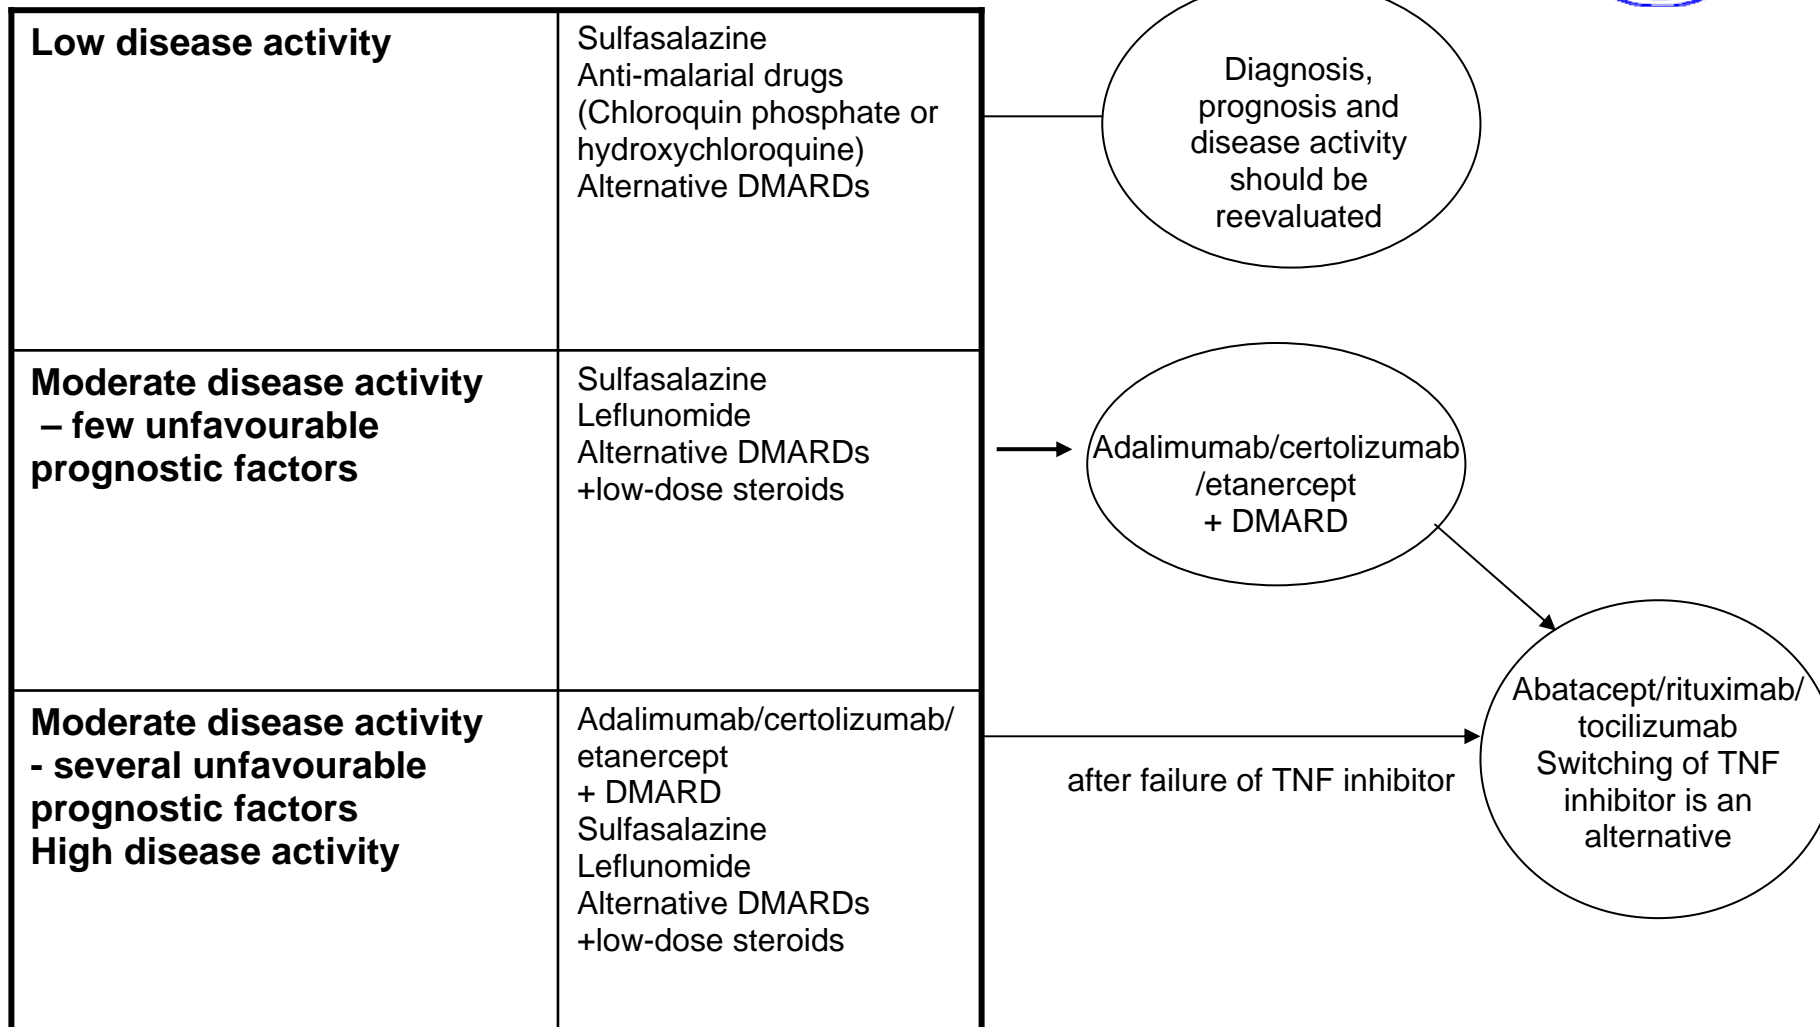 Low disease activity
Sulfasalazine
Anti-malarial drugs
(Chloroquin phosphate or
hydroxychloroquine)
Alternative DMARDs
Diagnosis,
prognosis and
disease activity
should be
reevaluated
Moderate disease activity
– few unfavourable
prognostic factors
Sulfasalazine
Leflunomide
Alternative DMARDs
+low-dose steroids
Adalimumab/certolizumab
/etanercept
+ DMARD
Moderate disease activity
- several unfavourable
prognostic factors
High disease activity
Adalimumab/certolizumab/
etanercept
+ DMARD
Sulfasalazine
Leflunomide
Alternative DMARDs
+low-dose steroids
after failure of TNF inhibitor
Abatacept/rituximab/
tocilizumab
Switching of TNF
inhibitor is an
alternative